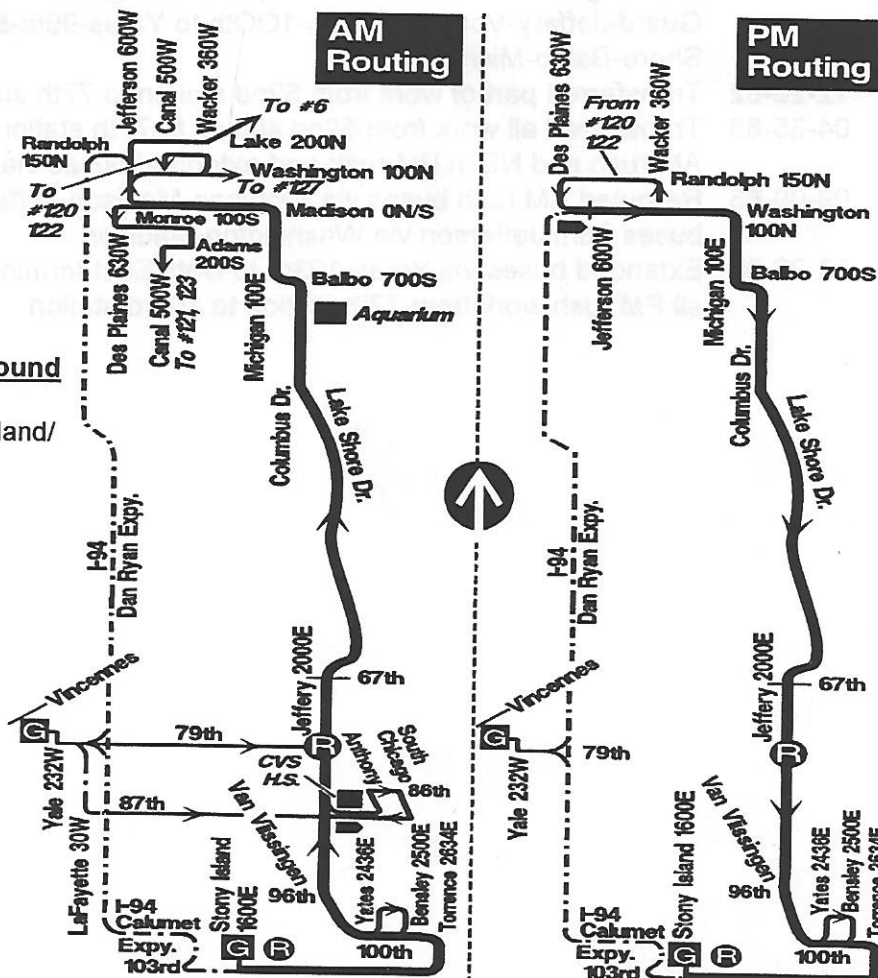 AM
Routing
Jefferson 600W
Canal 500W
Wacker 360W
To #6
Lake 200N
Randolph
150N
Washington 100N
To #127
To
#120
122
Madison 0N/S
Monroe 100S
Adams
200S
Des Plaines 630W
Canal 500W
To #121, 123
Michigan 100E
Balbo 700S
Aquarium
Columbus Dr.
Lake Shore Dr.
ound
land/
I-94
Dan Ryan Expy.
Jeffery 2000E
67th
Vincennes
G
79th
R
Yale 232W
CVS
H.S.
Anthony
South
Chicago
86th
87th
LaFayette 30W
Van Vlissingen
96th
Yates 2436E
Bensley 2500E
Torrence 2634E
Stony Island
1600E
I-94
Calumet
Expy.
103rd
G R
100th
PM
Routing
Des Plaines 630W
From
#120
122
Wacker 360W
Randolph 150N
Washington
100N
Jefferson 600W
Michigan 100E
Balbo 700S
Columbus Dr.
Lake Shore Dr.
I-94
Dan Ryan Expy.
Jeffery 2000E
67th
Vincennes
G
79th
R
Yale 232W
Van Vlissingen
96th
Yates 2436E
Bensley 2500E
Torrence 2634E
Stony Island 1600E
I-94
Calumet
Expy.
103rd
G R
100th